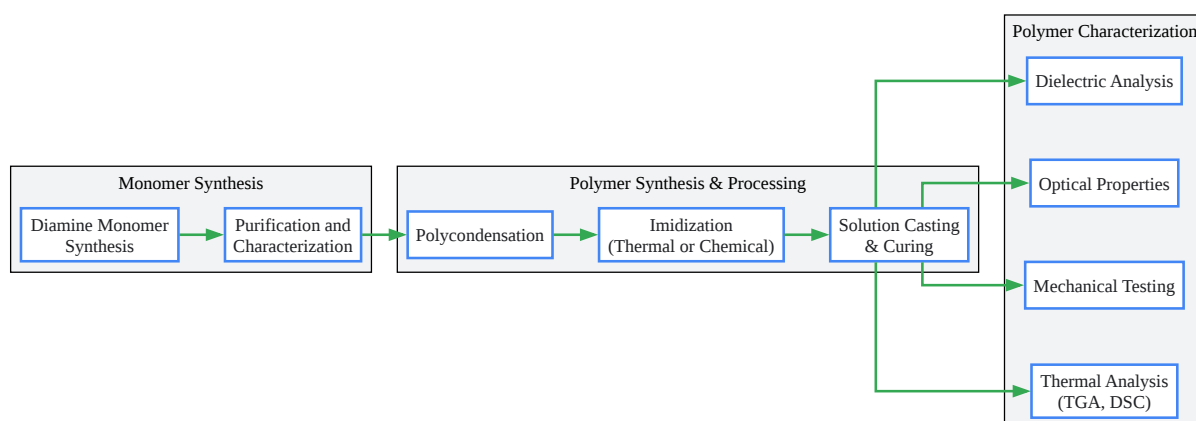 Monomer Synthesis
Diamine Monomer
Synthesis
Purification and
Characterization
Polymer Synthesis & Processing
Polycondensation
Imidization
(Thermal or Chemical)
Solution Casting
& Curing
Polymer Characterization
Dielectric Analysis
Optical Properties
Mechanical Testing
Thermal Analysis
(TGA, DSC)